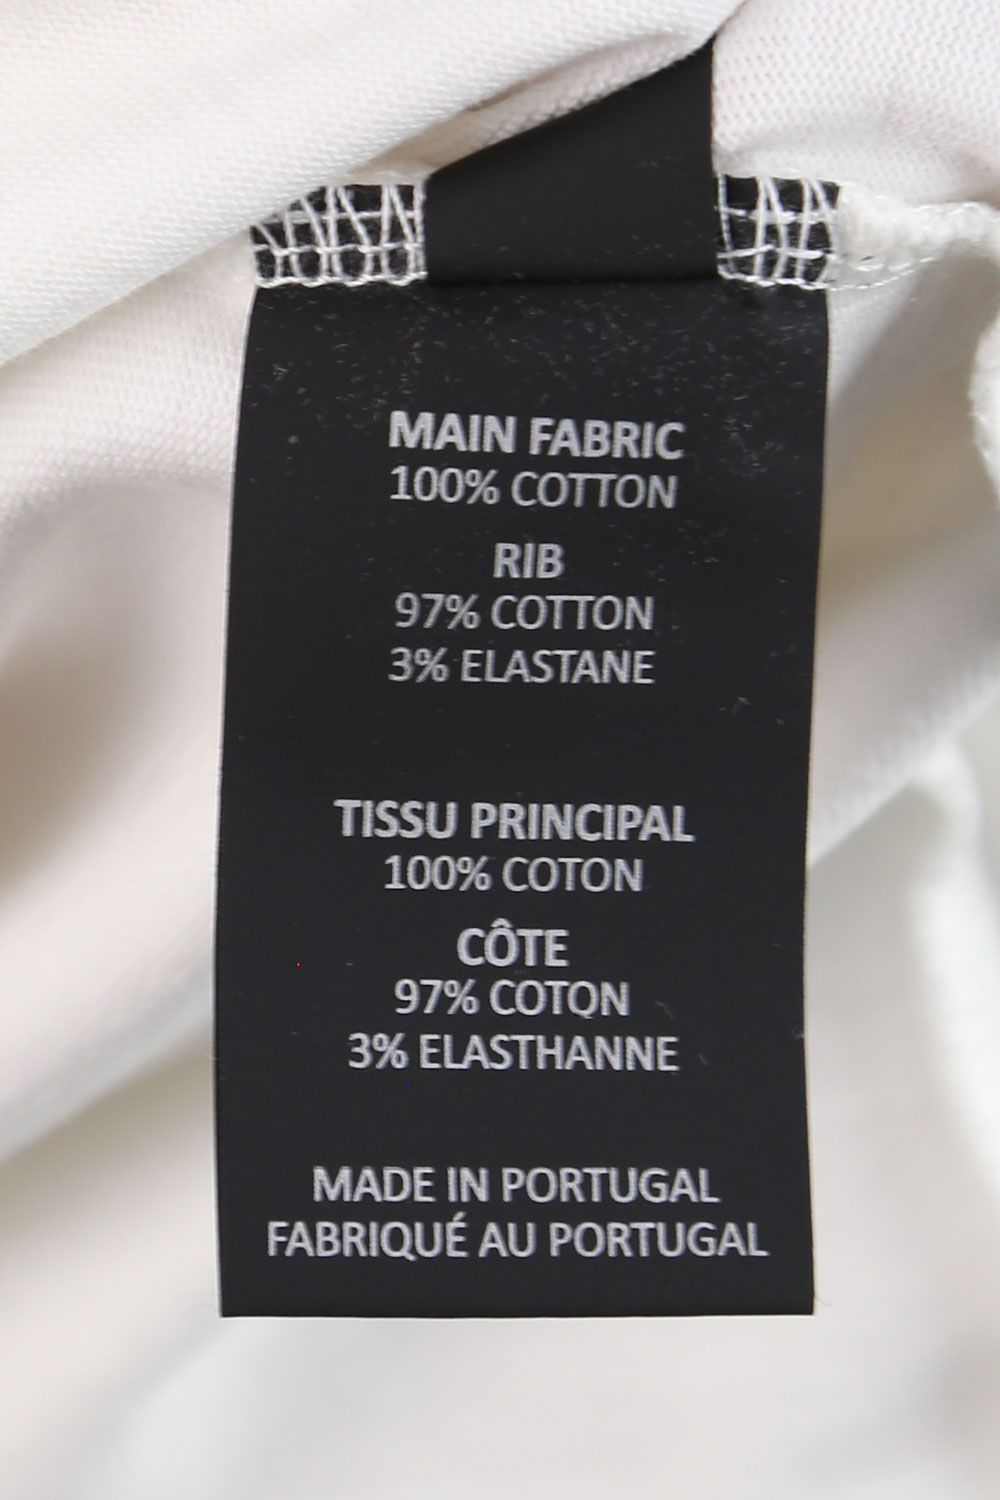 MAIN FABRIC
100% COTTON
RIB
97% COTTON
3% ELASTANE
TISSU PRINCIPAL
100% COTON
CÔTE
97% COTON
3% ELASTHANNE
MADE IN PORTUGAL
FABRIQUÉ AU PORTUGAL